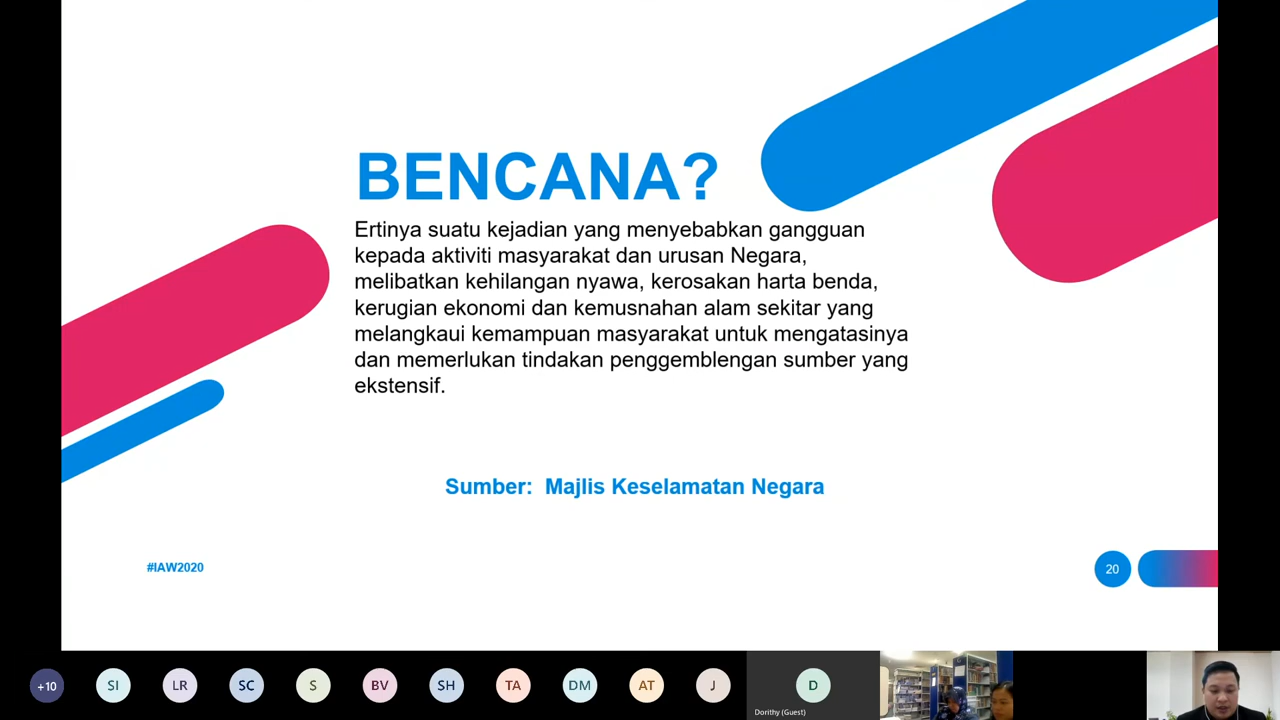 BENCANA?
Ertinya suatu kejadian yang menyebabkan gangguan
kepada aktiviti masyarakat dan urusan Negara,
melibatkan kehilangan nyawa, kerosakan harta benda,
kerugian ekonomi dan kemusnahan alam sekitar yang
melangkaui kemampuan masyarakat untuk mengatasinya
dan memerlukan tindakan penggemblengan sumber yang
ekstensif.
Sumber:  Majlis Keselamatan Negara
#IAW2020
20
+10
SI
LR
SC
S
BV
SH
TA
DM
AT
J
D
Dorithy (Guest)